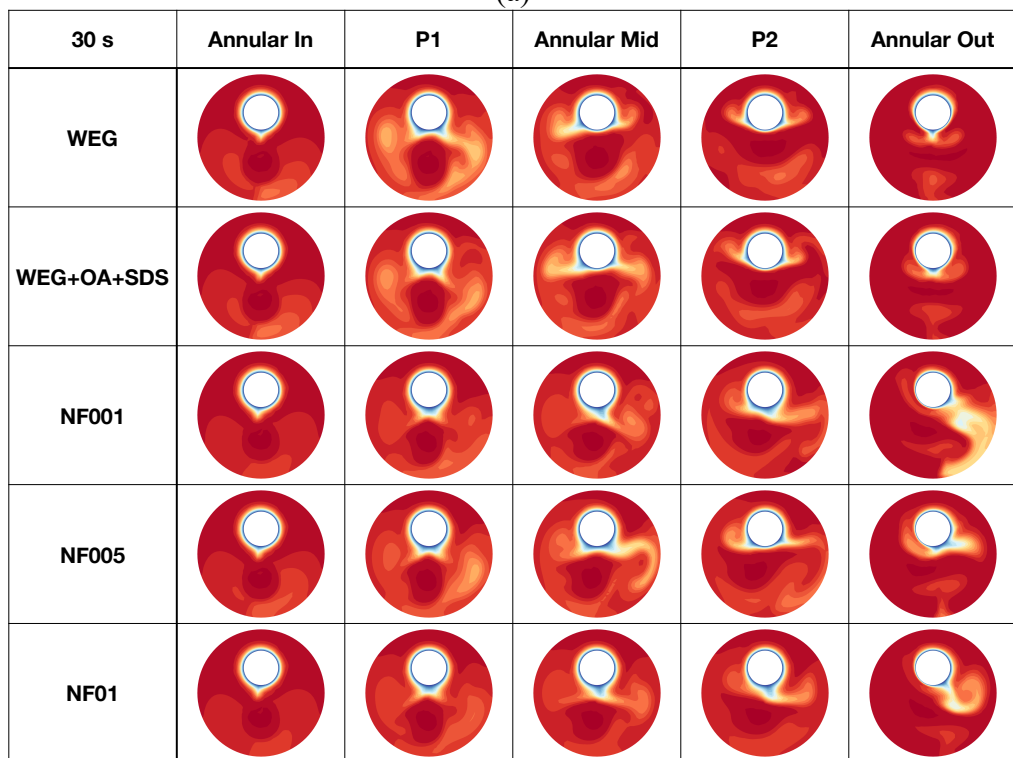 (a)
30 s Annular In P1 Annular Mid P2 Annular Out
WEG
WEG+OA+SDS
NF001
NF005
NF01